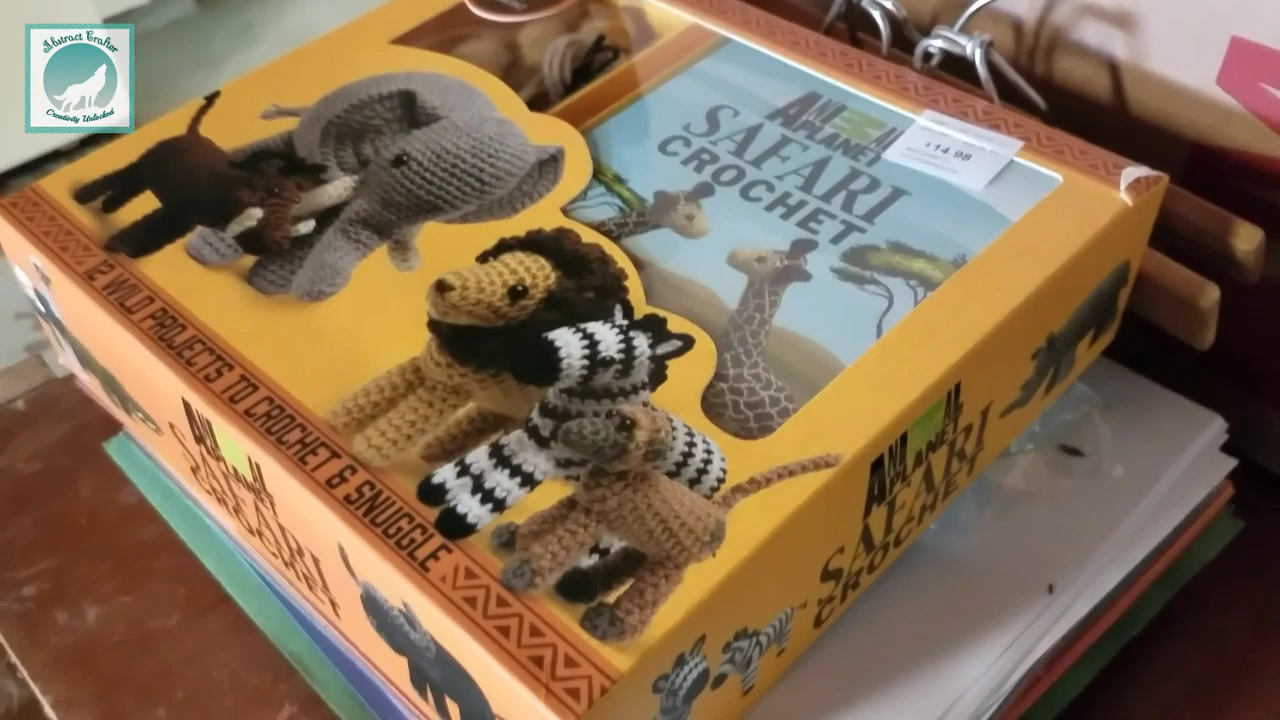 Abstract Crafter
Creativity Unlocked
ANIMAL
PLANET
SAFARI
CROCHET
$14.98
12 WILD PROJECTS TO CROCHET & SNUGGLE
ANIMAL
PLANET
SAFARI
CROCHET
ANIMAL
PLANET
SAFARI
CROCHET